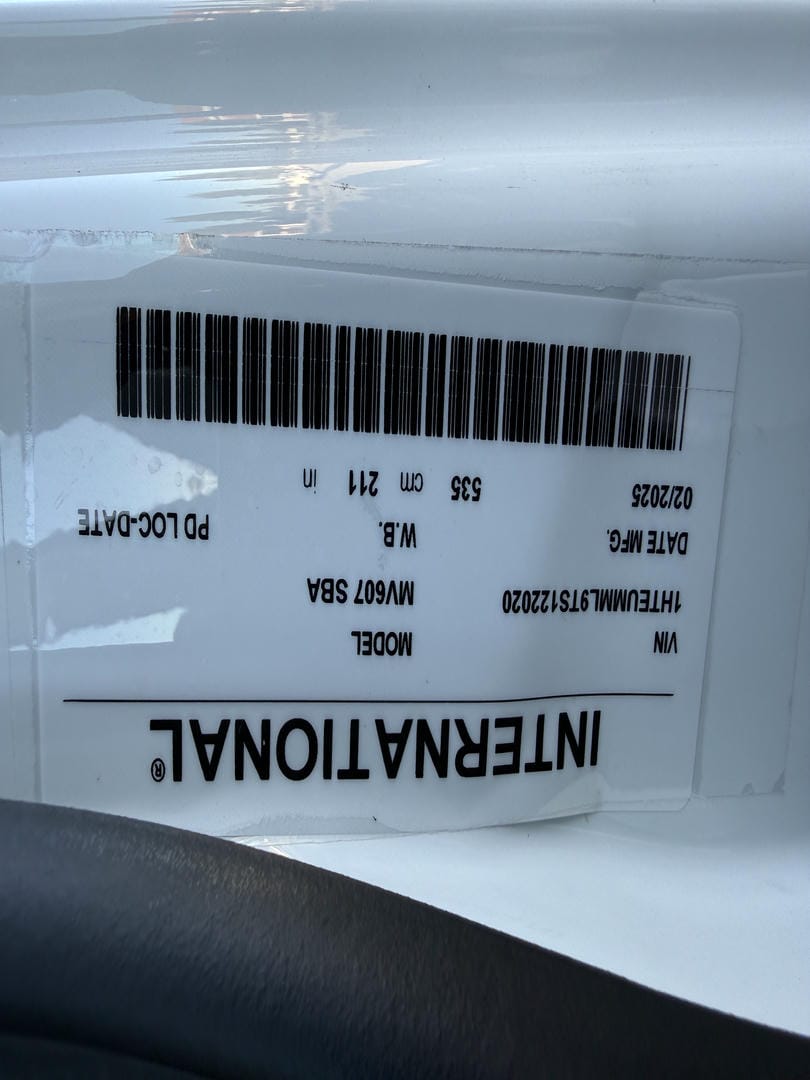 INTERNATIONAL®
VIN MODEL
1HTEUMML9TS122020 MV607 SBA
DATE MFG. W.B. PD LOC-DATE
02/2025 535 cm 211 in